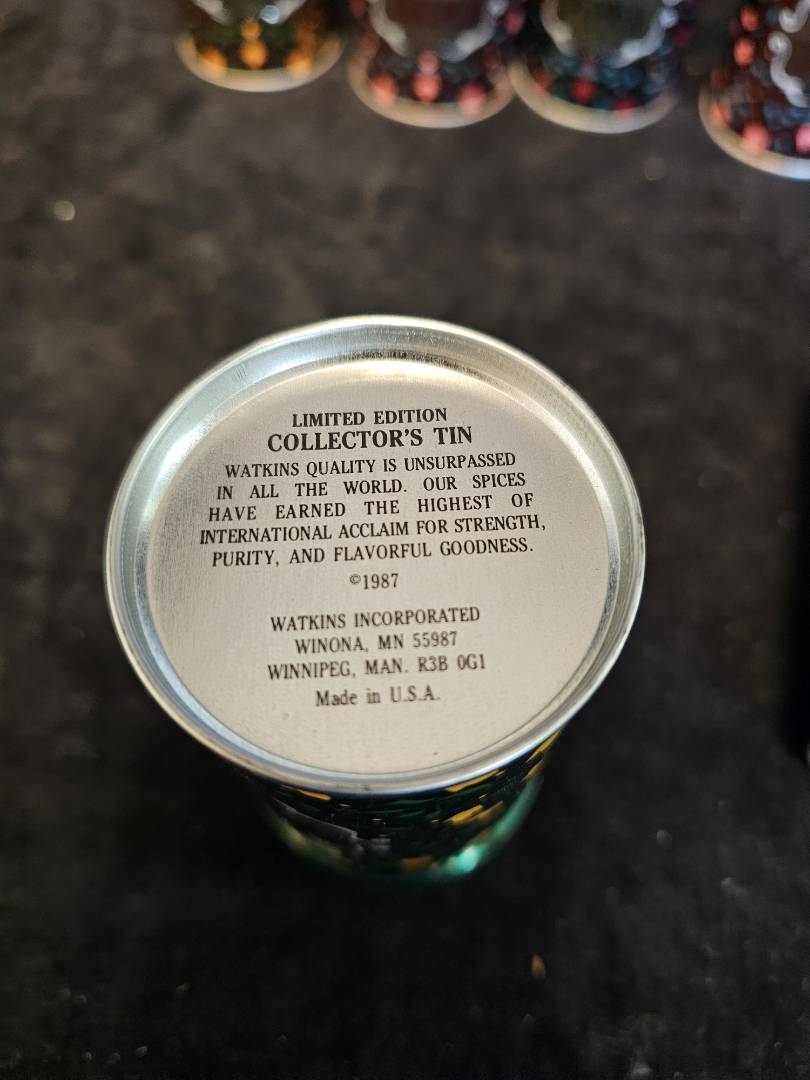 LIMITED EDITION
COLLECTOR'S TIN
WATKINS QUALITY IS UNSURPASSED
IN ALL THE WORLD. OUR SPICES
HAVE EARNED THE HIGHEST OF
INTERNATIONAL ACCLAIM FOR STRENGTH,
PURITY, AND FLAVORFUL GOODNESS.
©1987
WATKINS INCORPORATED
WINONA, MN 55987
WINNIPEG, MAN. R3B 0G1
Made in U.S.A.